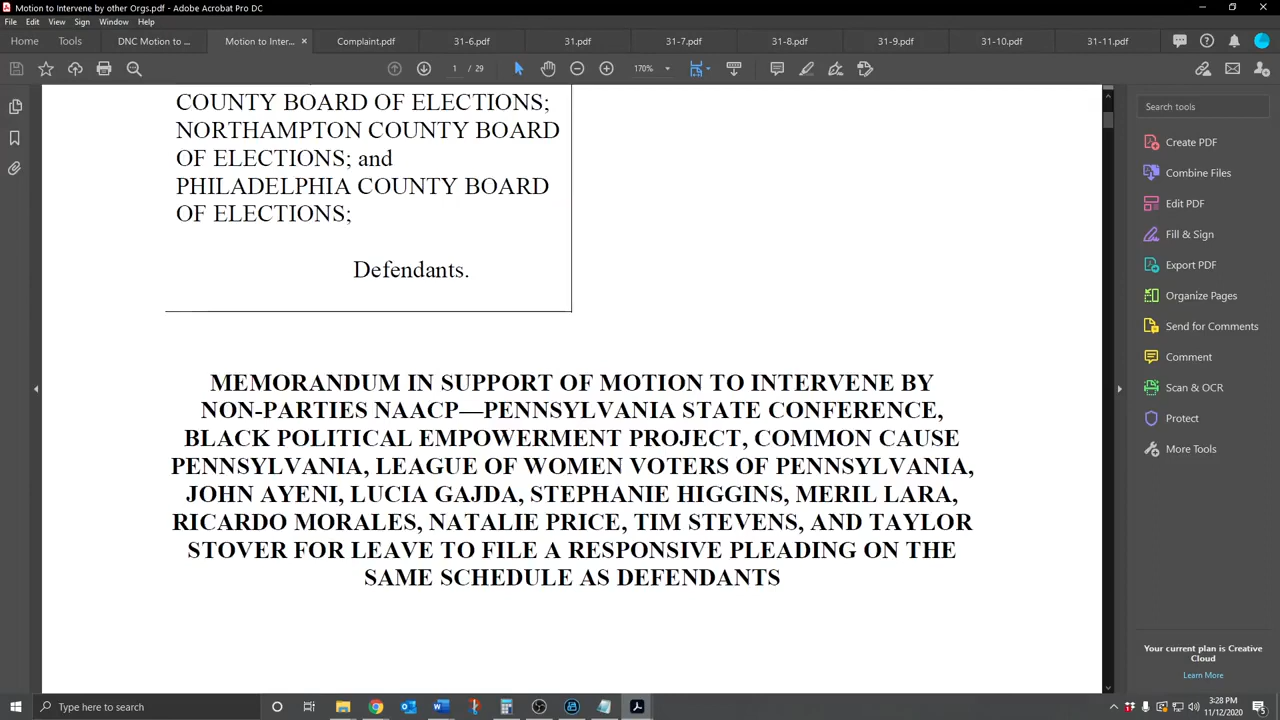 Motion to Intervene by other Orgs.pdf - Adobe Acrobat Pro DC
File Edit View Sign Window Help
Home Tools DNC Motion to ... Motion to Inter... × Complaint.pdf 31-6.pdf 31.pdf 31-7.pdf 31-8.pdf 31-9.pdf 31-10.pdf 31-11.pdf
1 / 29 170%
COUNTY BOARD OF ELECTIONS;
NORTHAMPTON COUNTY BOARD
OF ELECTIONS; and
PHILADELPHIA COUNTY BOARD
OF ELECTIONS;
Defendants.
MEMORANDUM IN SUPPORT OF MOTION TO INTERVENE BY
NON-PARTIES NAACP—PENNSYLVANIA STATE CONFERENCE,
BLACK POLITICAL EMPOWERMENT PROJECT, COMMON CAUSE
PENNSYLVANIA, LEAGUE OF WOMEN VOTERS OF PENNSYLVANIA,
JOHN AYENI, LUCIA GAJDA, STEPHANIE HIGGINS, MERIL LARA,
RICARDO MORALES, NATALIE PRICE, TIM STEVENS, AND TAYLOR
STOVER FOR LEAVE TO FILE A RESPONSIVE PLEADING ON THE
SAME SCHEDULE AS DEFENDANTS
Search tools
Create PDF
Combine Files
Edit PDF
Fill & Sign
Export PDF
Organize Pages
Send for Comments
Comment
Scan & OCR
Protect
More Tools
Your current plan is Creative
Cloud
Learn More
Type here to search
3:28 PM
11/12/2020